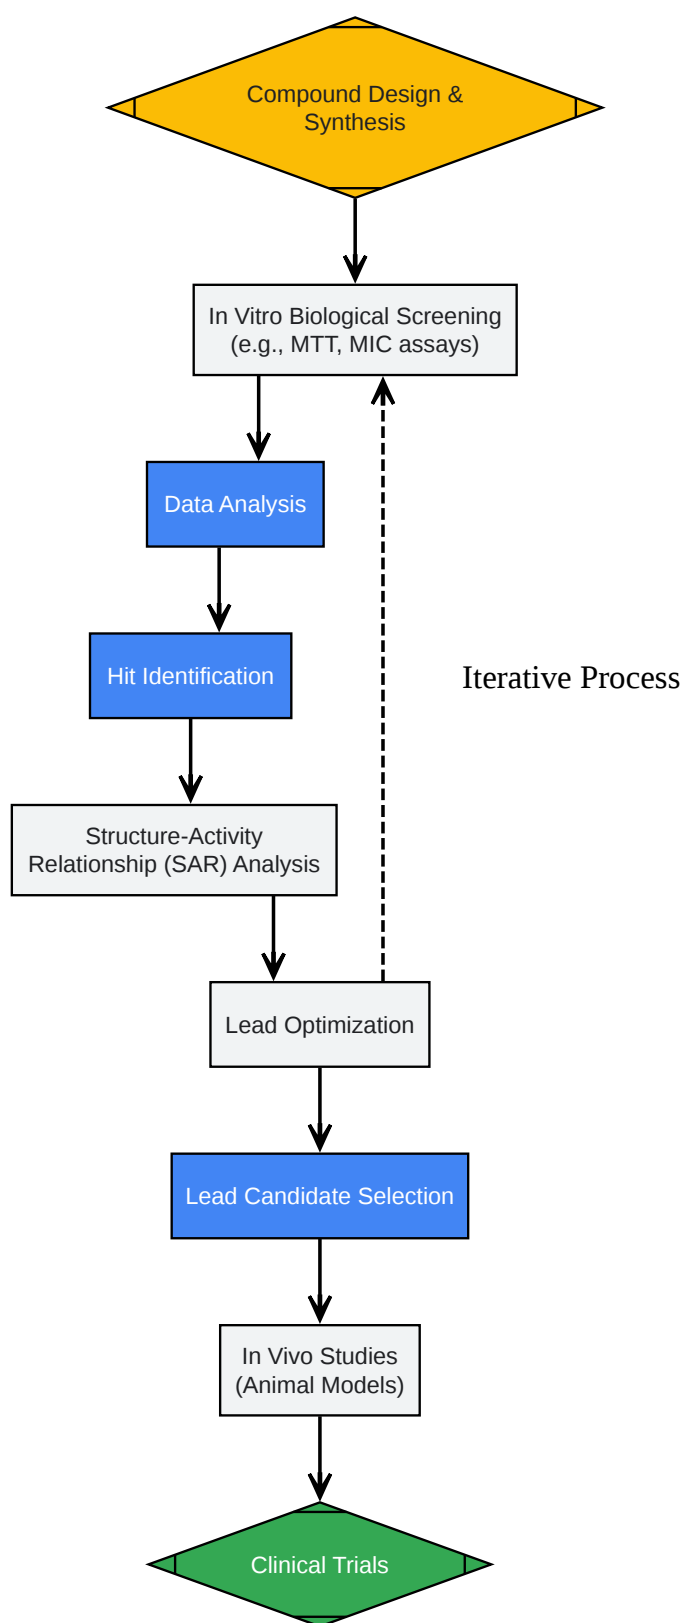 Compound Design &
Synthesis
In Vitro Biological Screening
(e.g., MTT, MIC assays)
Data Analysis
Hit Identification
Iterative Process
Structure-Activity
Relationship (SAR) Analysis
Lead Optimization
Lead Candidate Selection
In Vivo Studies
(Animal Models)
Clinical Trials